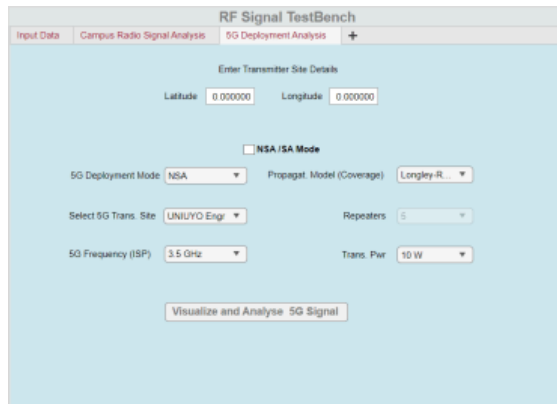 RF Signal TestBench
Input Data Campus Radio Signal Analysis 5G Deployment Analysis +
Enter Transmitter Site Details
Latitude 0.000000 Longitude 0.000000
NSA /SA Mode
5G Deployment Mode NSA Propagat. Model (Coverage) Longley-R...
Select 5G Trans. Site UNIUYO Engr Repeaters 5
5G Frequency (ISP) 3.5 GHz Trans. Pwr 10 W
Visualize and Analyse 5G Signal